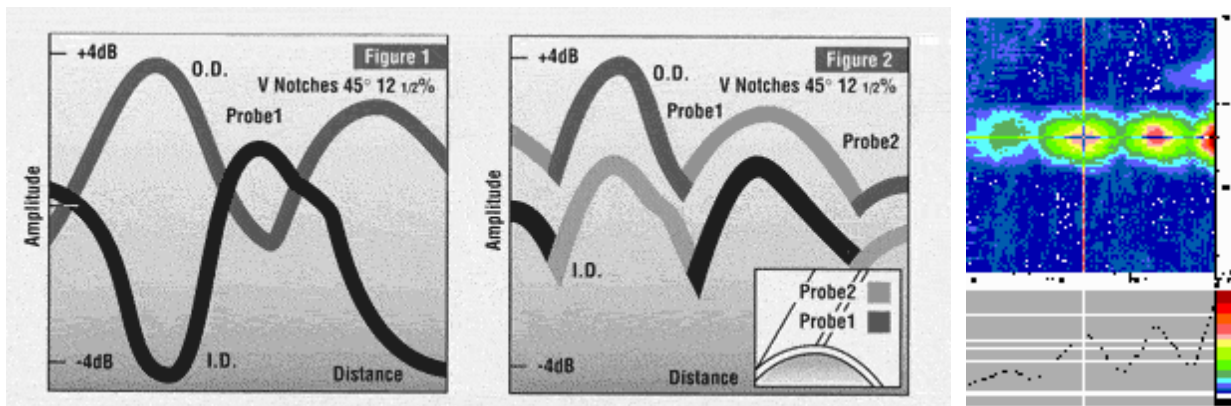 +4dB
Figure 1
O.D.
V Notches 45° 12 1/2%
Probe1
Amplitude
I.D.
-4dB
Distance
+4dB
Figure 2
O.D.
V Notches 45° 12 1/2%
Probe1
Probe2
Amplitude
I.D.
Probe2
Probe1
-4dB
Distance